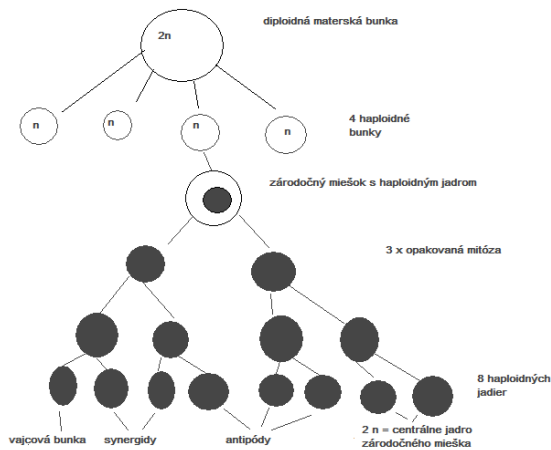 diploidná materská bunka
2n
n
n
n
n
4 haploidné
bunky
zárodočný miešok s haploidným jadrom
3 x opakovaná mitóza
8 haploidných
jadier
vajcová bunka
synergidy
antipódy
2 n = centrálne jadro
zárodočného mieška